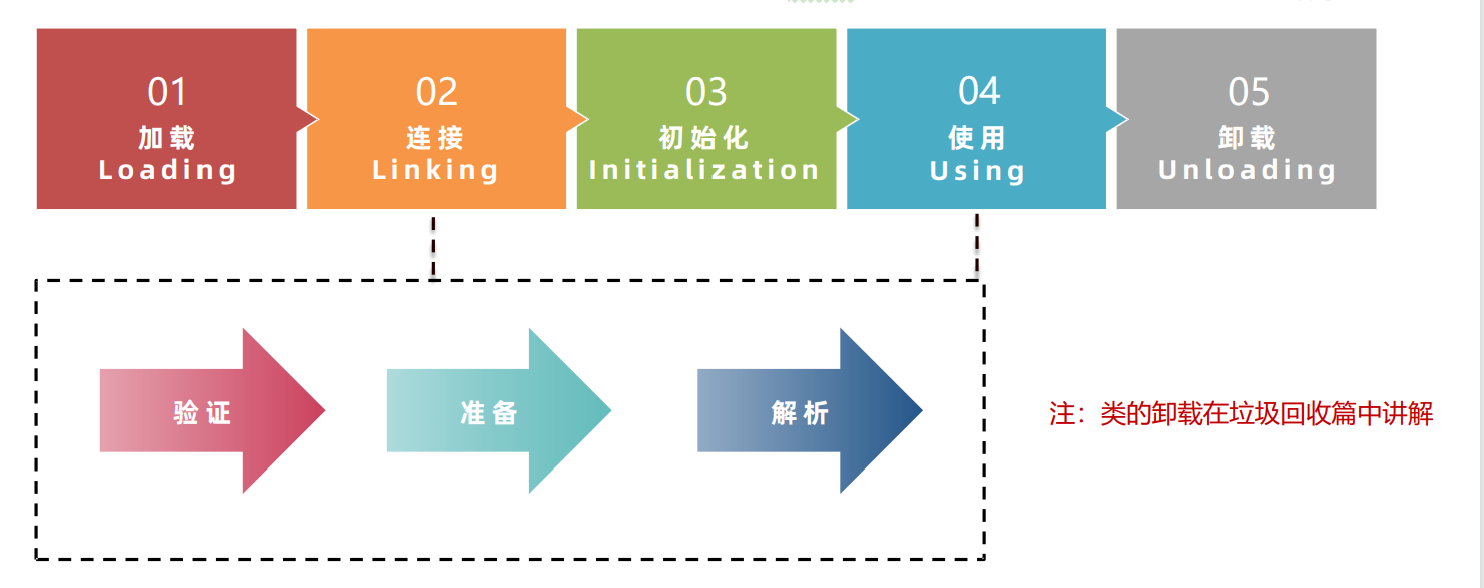 01
加载
Loading
02
连接
Linking
03
初始化
Initialization
04
使用
Using
05
卸载
Unloading
验证
准备
解析
注：类的卸载在垃圾回收篇中讲解